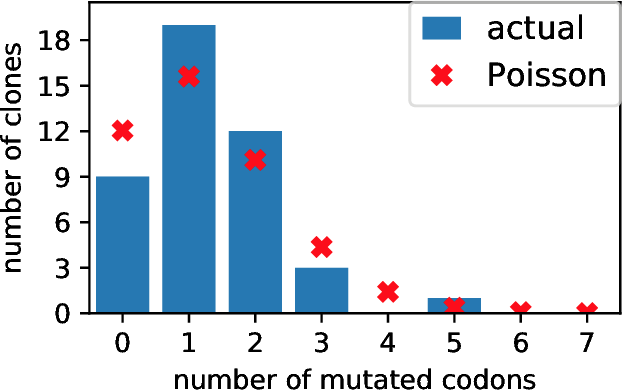 actual
Poisson
number of clones
18
15
12
9
6
3
0
0 1 2 3 4 5 6 7
number of mutated codons